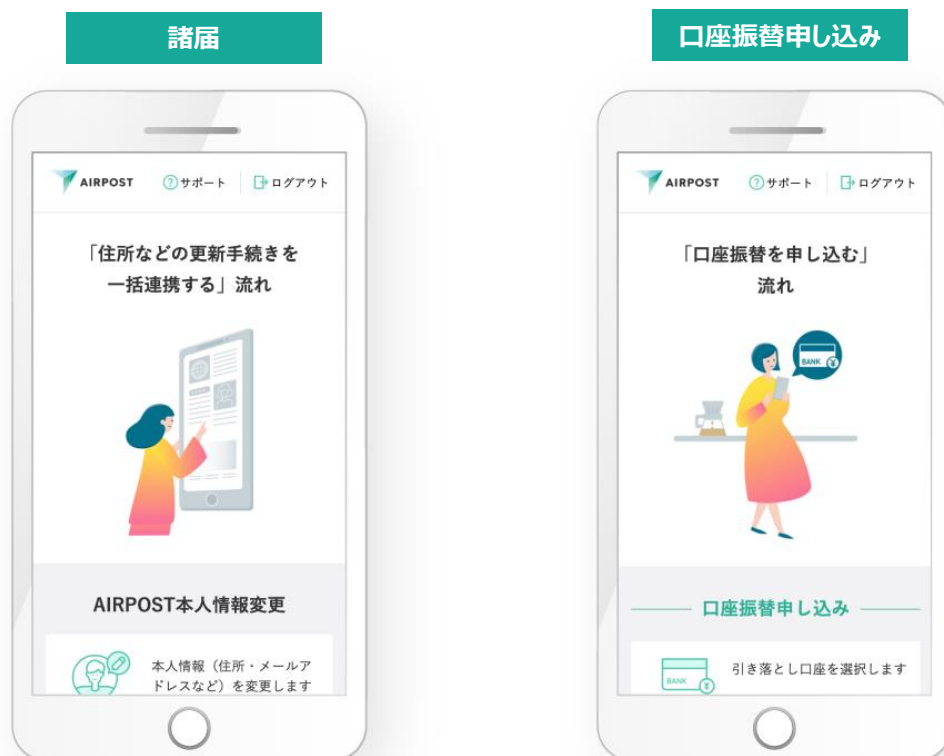 諸届
AIRPOST サポート ログアウト
「住所などの更新手続きを
一括連携する」流れ
AIRPOST本人情報変更
本人情報（住所・メールア
ドレスなど）を変更します
口座振替申し込み
AIRPOST サポート ログアウト
「口座振替を申し込む」
流れ
BANK ¥
口座振替申し込み
引き落とし口座を選択します
BANK ¥